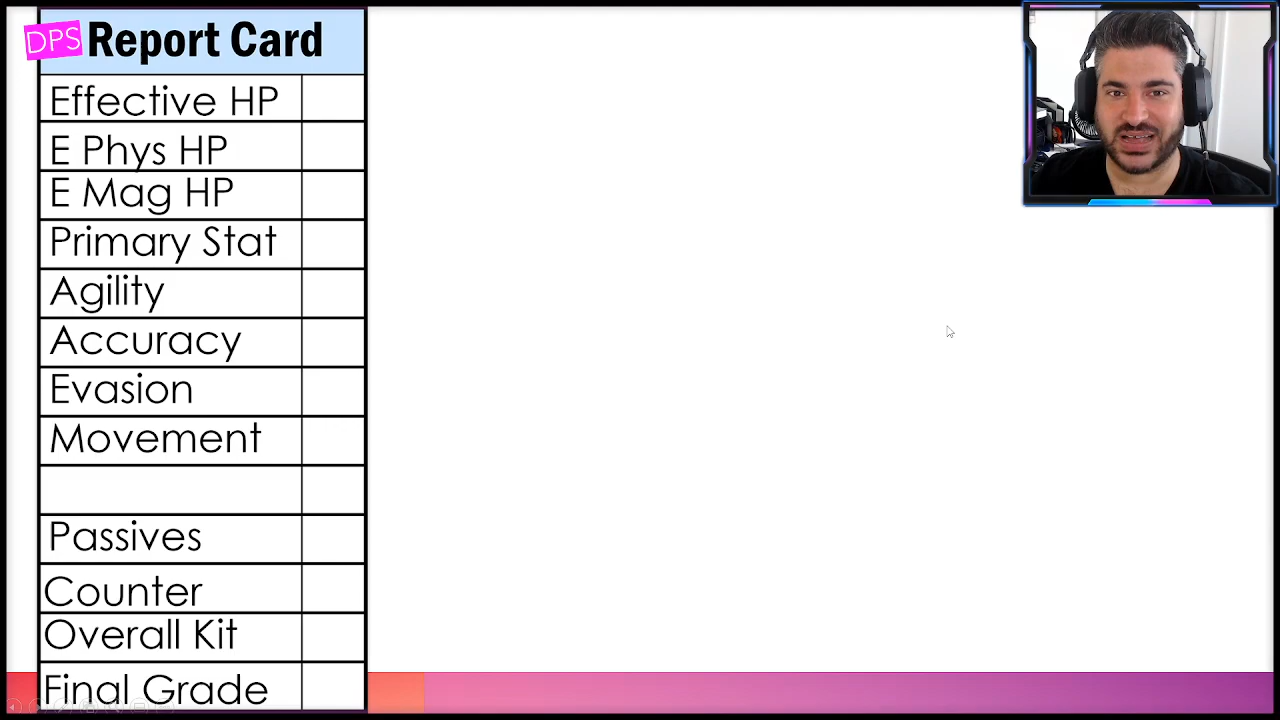 DPS Report Card
Effective HP
E Phys HP
E Mag HP
Primary Stat
Agility
Accuracy
Evasion
Movement
Passives
Counter
Overall Kit
Final Grade